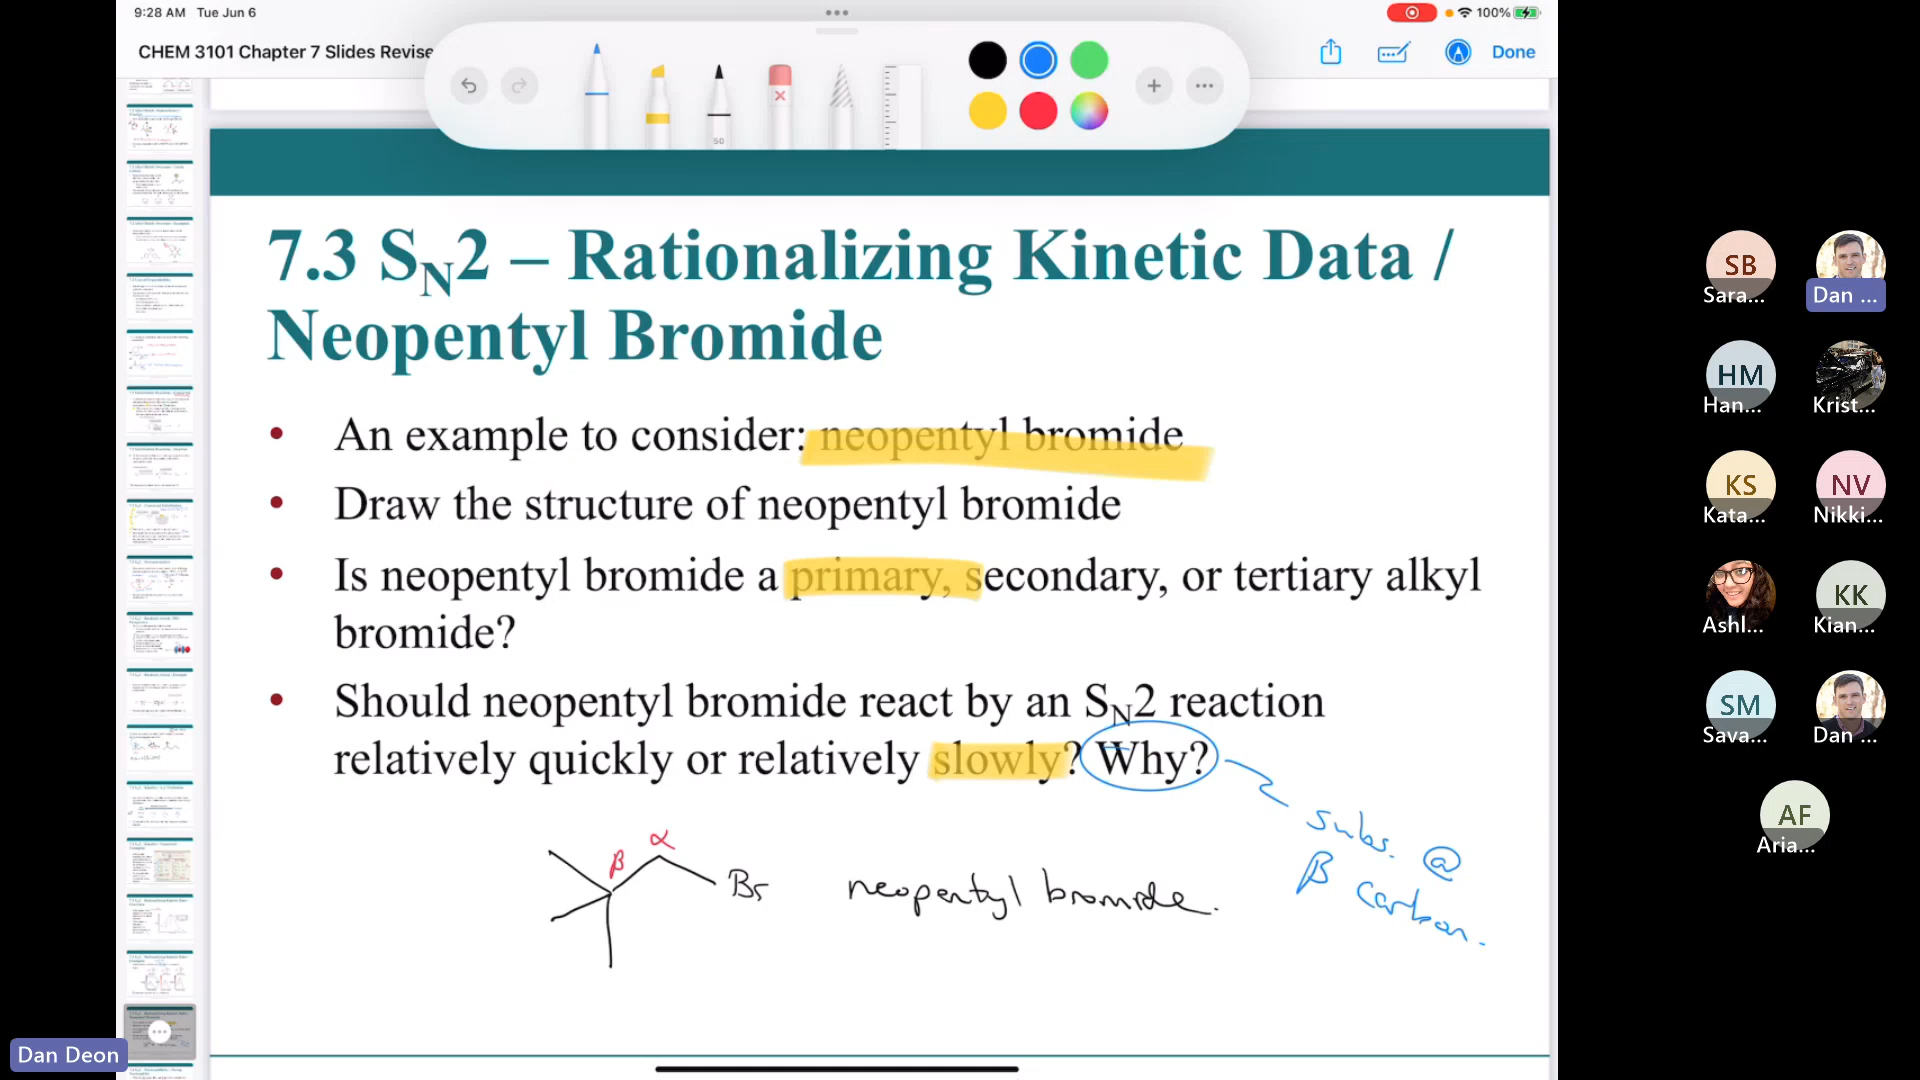 9:28 AM Tue Jun 6
100%
CHEM 3101 Chapter 7 Slides Revise
50
Done
7.3 SN2 – Rationalizing Kinetic Data /
Neopentyl Bromide
• An example to consider: neopentyl bromide
• Draw the structure of neopentyl bromide
• Is neopentyl bromide a primary, secondary, or tertiary alkyl
bromide?
• Should neopentyl bromide react by an SN2 reaction
relatively quickly or relatively slowly? Why?
subs. @
β carbon.
α
β
Br
neopentyl bromide.
SB
Sara...
Dan ...
HM
Han...
Krist...
KS
Kata...
NV
Nikki...
Ashl...
KK
Kian...
SM
Sava...
Dan ...
AF
Aria...
Dan Deon